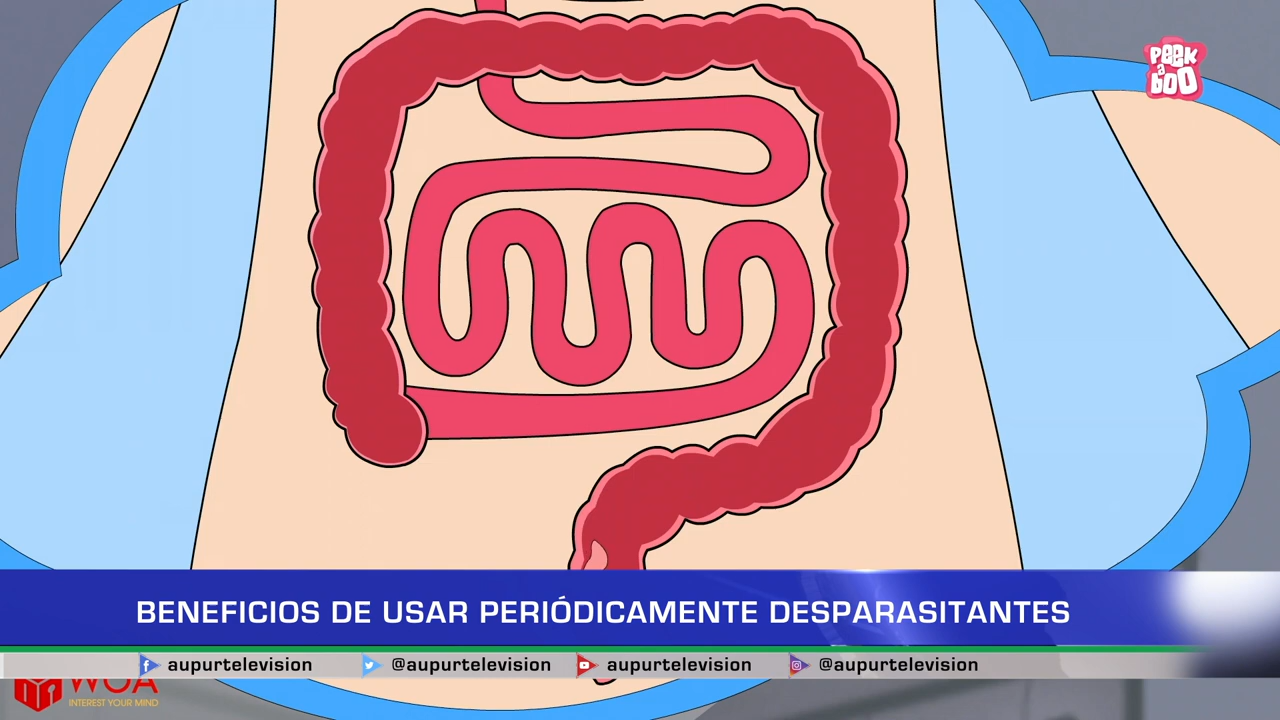 PEEK
a
BOO
BENEFICIOS DE USAR PERIÓDICAMENTE DESPARASITANTES
aupurtelevision @aupurtelevision aupurtelevision @aupurtelevision
WOA
INTEREST YOUR MIND